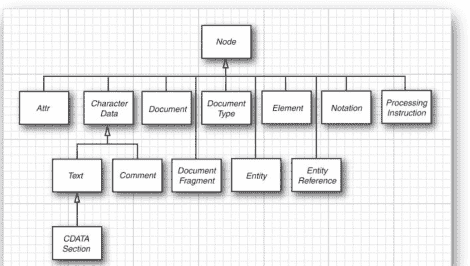 Node
Attr
Character
Data
Document
Document
Type
Element
Notation
Processing
Instruction
Text
Comment
Document
Fragment
Entity
Entity
Reference
CDATA
Section